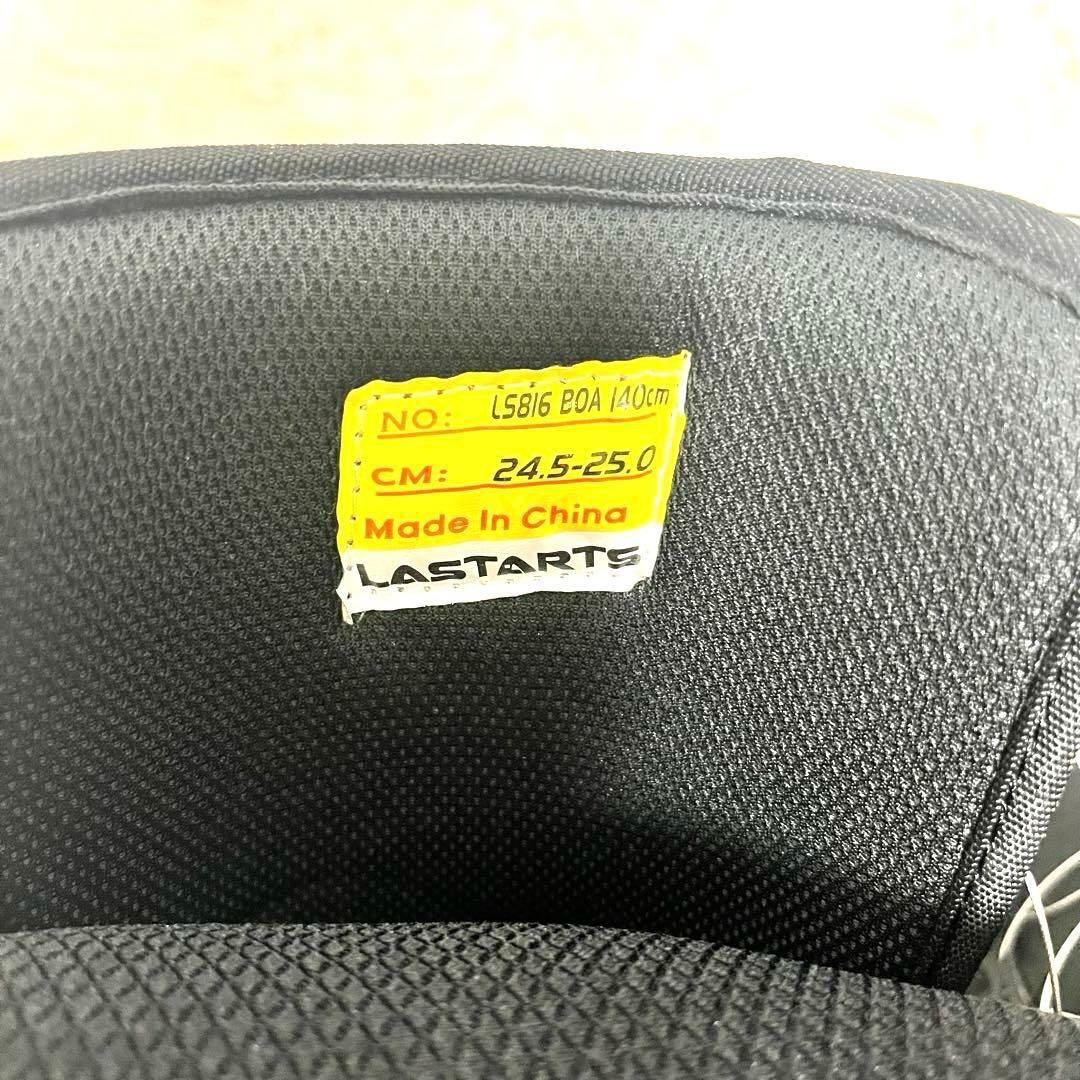 NO: LS816 BOA 140cm
CM: 24.5-25.0
Made In China
LASTARTS